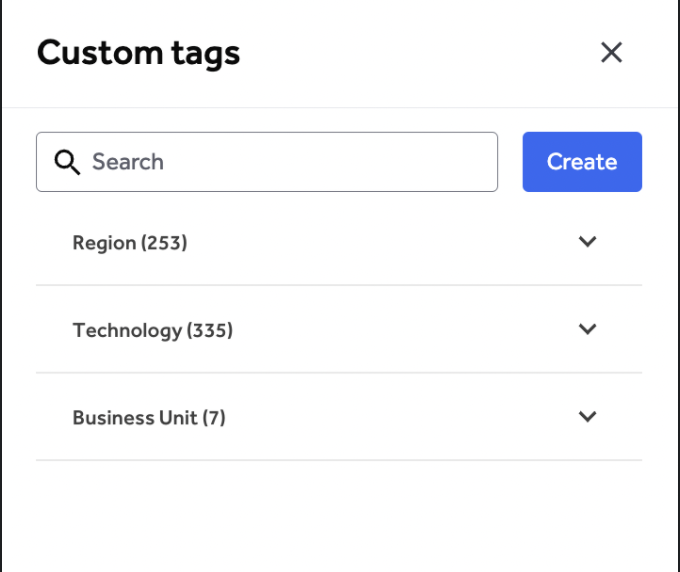 Custom tags
Search
Create
Region (253)
Technology (335)
Business Unit (7)